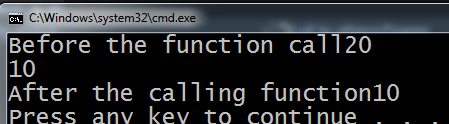 C:\Windows\system32\cmd.exe
Before the function call20
10
After the calling function10
Press any key to continue . . .